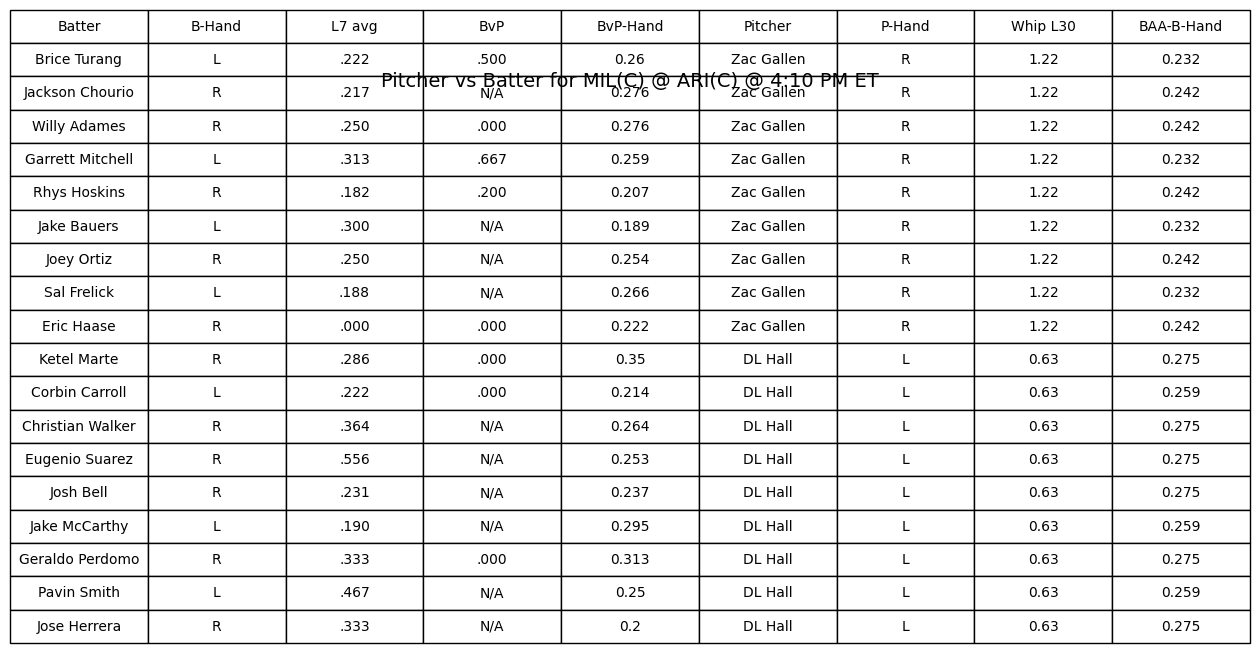 Batter B-Hand L7 avg BvP BvP-Hand Pitcher P-Hand Whip L30 BAA-B-Hand
Brice Turang L .222 .500 0.26 Zac Gallen R 1.22 0.232
Pitcher vs Batter for MIL(C) @ ARI(C) @ 4:10 PM ET
Jackson Chourio R .217 N/A 0.276 Zac Gallen R 1.22 0.242
Willy Adames R .250 .000 0.276 Zac Gallen R 1.22 0.242
Garrett Mitchell L .313 .667 0.259 Zac Gallen R 1.22 0.232
Rhys Hoskins R .182 .200 0.207 Zac Gallen R 1.22 0.242
Jake Bauers L .300 N/A 0.189 Zac Gallen R 1.22 0.232
Joey Ortiz R .250 N/A 0.254 Zac Gallen R 1.22 0.242
Sal Frelick L .188 N/A 0.266 Zac Gallen R 1.22 0.232
Eric Haase R .000 .000 0.222 Zac Gallen R 1.22 0.242
Ketel Marte R .286 .000 0.35 DL Hall L 0.63 0.275
Corbin Carroll L .222 .000 0.214 DL Hall L 0.63 0.259
Christian Walker R .364 N/A 0.264 DL Hall L 0.63 0.275
Eugenio Suarez R .556 N/A 0.253 DL Hall L 0.63 0.275
Josh Bell R .231 N/A 0.237 DL Hall L 0.63 0.275
Jake McCarthy L .190 N/A 0.295 DL Hall L 0.63 0.259
Geraldo Perdomo R .333 .000 0.313 DL Hall L 0.63 0.275
Pavin Smith L .467 N/A 0.25 DL Hall L 0.63 0.259
Jose Herrera R .333 N/A 0.2 DL Hall L 0.63 0.275